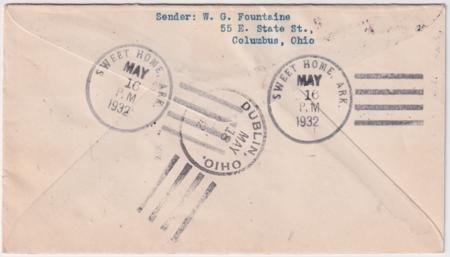 Sender: W. G. Fountaine
55 E. State St.,
Columbus, Ohio
SWEET HOME, ARK.
MAY
16
P.M
1932
SWEET HOME, ARK.
MAY
16
P.M
1932
DUBLIN, OHIO.
MAY
18